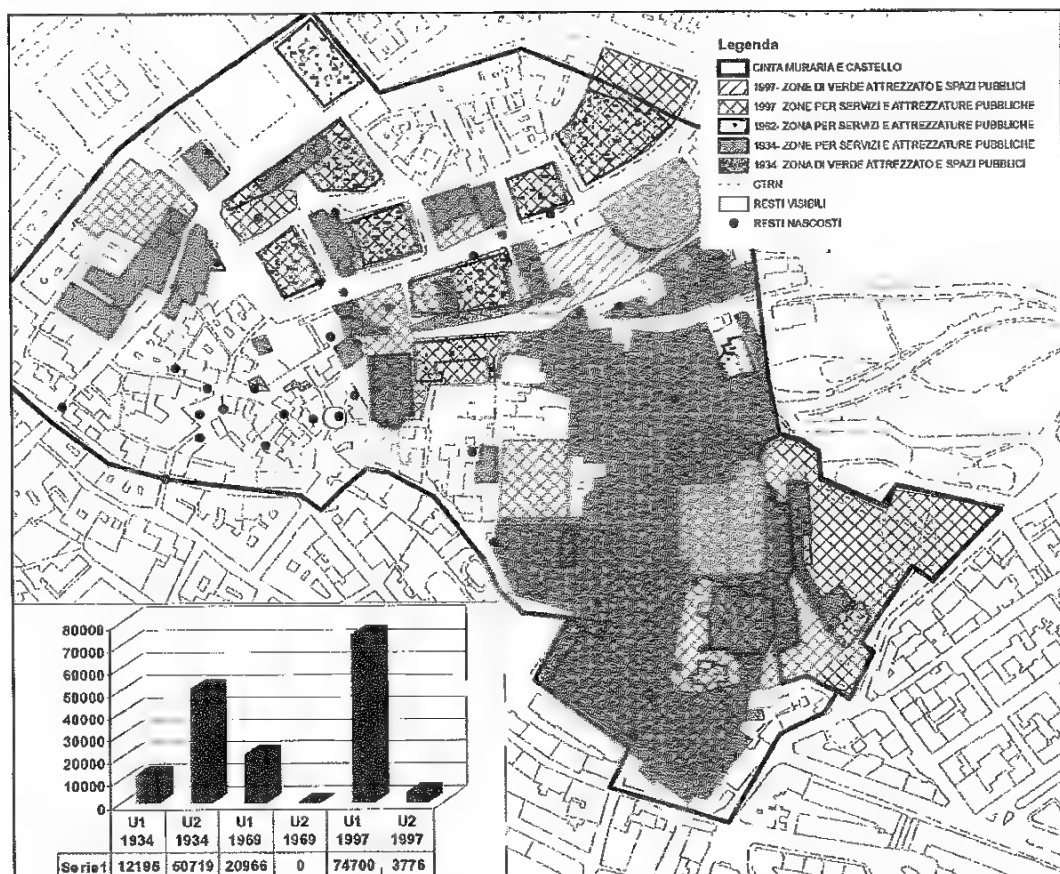 Legenda
CINTA MURARIA E CASTELLO
1997- ZONE DI VERDE ATTREZZATO E SPAZI PUBBLICI
1997- ZONE PER SERVIZI E ATTREZZATURE PUBBLICHE
1962- ZONA PER SERVIZI E ATTREZZATURE PUBBLICHE
1934- ZONE PER SERVIZI E ATTREZZATURE PUBBLICHE
1934- ZONA DI VERDE ATTREZZATO E SPAZI PUBBLICI
CTRN
RESTI VISIBILI
RESTI NASCOSTI
80000
70000
60000
50000
40000
30000
20000
10000
0
U1 U2 U1 U2 U1 U2
1934 1934 1969 1969 1997 1997
Serie1 12195 50719 20966 0 74700 3776